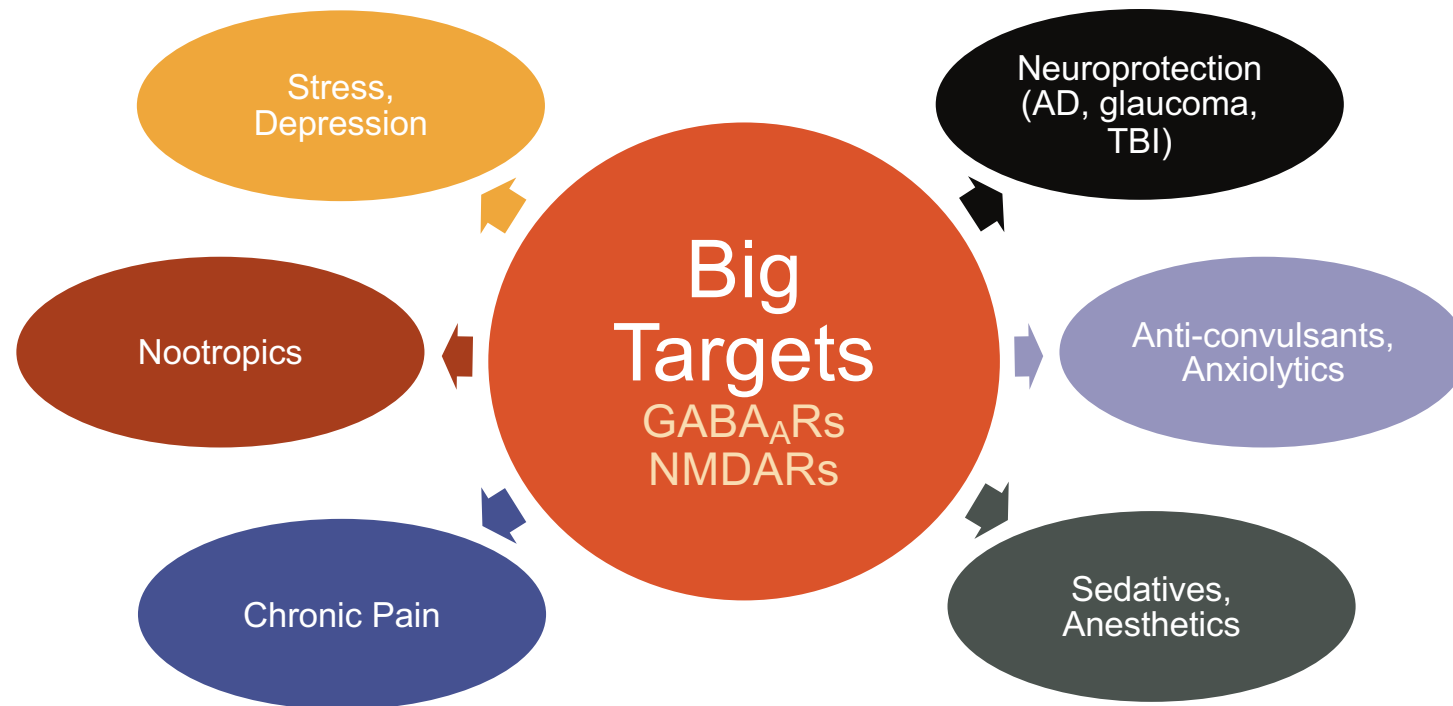 Stress,
Depression
Neuroprotection
(AD, glaucoma,
TBI)
Big
Targets
GABAARs
NMDARs
Nootropics
Anti-convulsants,
Anxiolytics
Chronic Pain
Sedatives,
Anesthetics